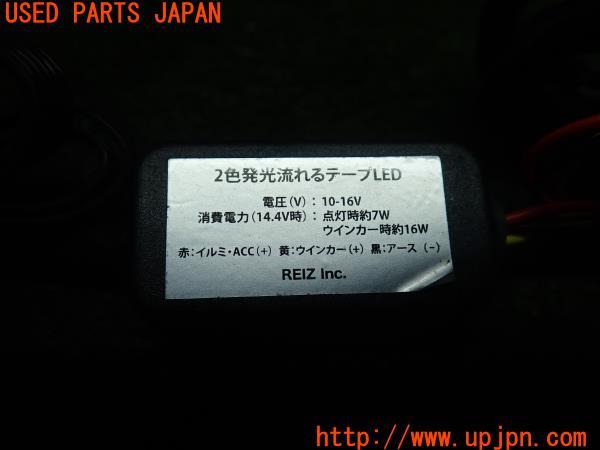 USED PARTS JAPAN
2色発光流れるテープLED
電圧(V)：10-16V
消費電力(14.4V時)：点灯時約7W
ウインカー時約16W
赤:イルミ・ACC(+) 黄:ウインカー(+) 黒:アース (-)
REIZ Inc.
http://www.upjpn.com/